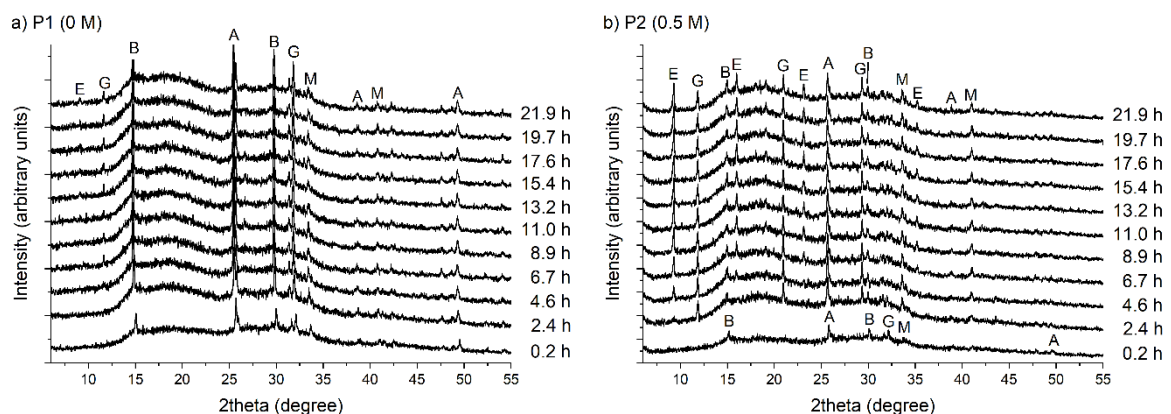 a) P1 (0 M)
Intensity (arbitrary units)
E G B A B G M A M A
21.9 h
19.7 h
17.6 h
15.4 h
13.2 h
11.0 h
8.9 h
6.7 h
4.6 h
2.4 h
0.2 h
10 15 20 25 30 35 40 45 50 55
2theta (degree)
b) P2 (0.5 M)
Intensity (arbitrary units)
E G B E G E A G B M E A M
21.9 h
19.7 h
17.6 h
15.4 h
13.2 h
11.0 h
8.9 h
6.7 h
4.6 h
2.4 h
B A B G M A
0.2 h
10 15 20 25 30 35 40 45 50 55
2theta (degree)